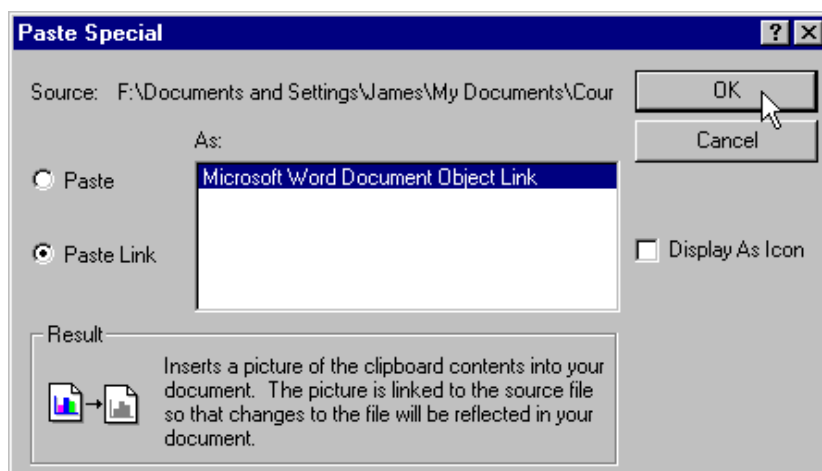 Paste Special
Source: F:\Documents and Settings\James\My Documents\Cour
OK
As:
Cancel
Paste
Microsoft Word Document Object Link
Paste Link
Display As Icon
Result
Inserts a picture of the clipboard contents into your
document. The picture is linked to the source file
so that changes to the file will be reflected in your
document.